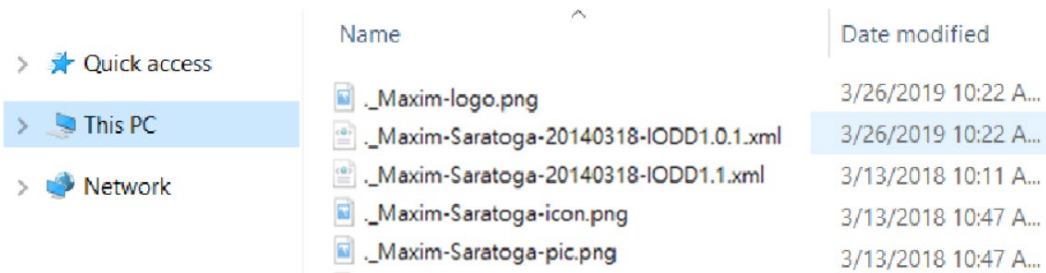 Name Date modified
Quick access
This PC
Network
._Maxim-logo.png 3/26/2019 10:22 A...
._Maxim-Saratoga-20140318-IODD1.0.1.xml 3/26/2019 10:22 A...
._Maxim-Saratoga-20140318-IODD1.1.xml 3/13/2018 10:11 A...
._Maxim-Saratoga-icon.png 3/13/2018 10:47 A...
._Maxim-Saratoga-pic.png 3/13/2018 10:47 A...